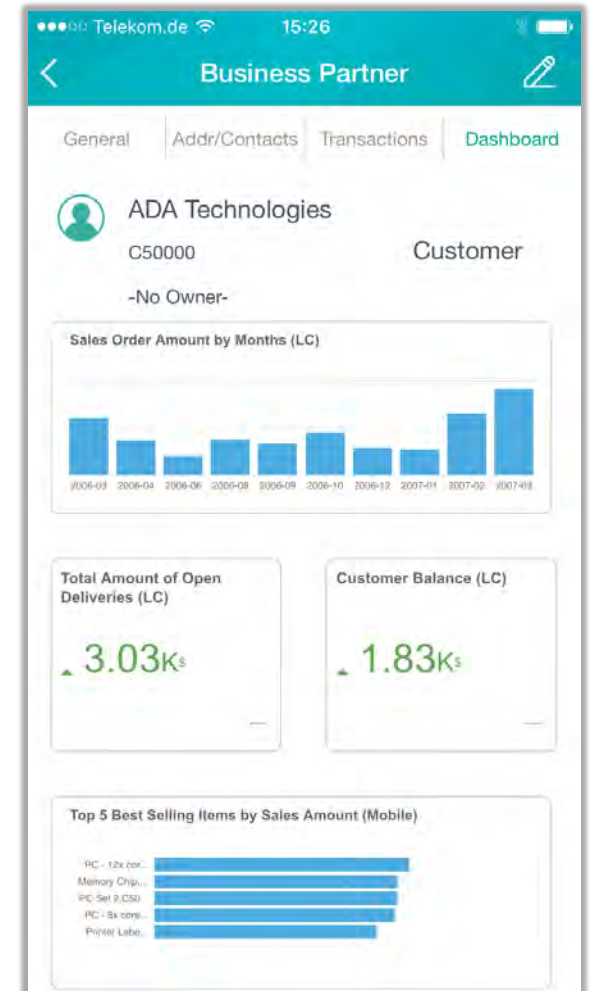 Telekom.de 15:26
Business Partner
General Addr/Contacts Transactions Dashboard
ADA Technologies
C50000 Customer
-No Owner-
Sales Order Amount by Months (LC)
2006-03 2006-04 2006-06 2006-08 2006-09 2006-10 2006-12 2007-01 2007-02 2007-03
Total Amount of Open
Deliveries (LC)
Customer Balance (LC)
3.03K$
1.83K$
Top 5 Best Selling Items by Sales Amount (Mobile)
PC - 12x cor...
Memory Chip...
PC Set 2,C50...
PC - 8x core...
Printer Labe...